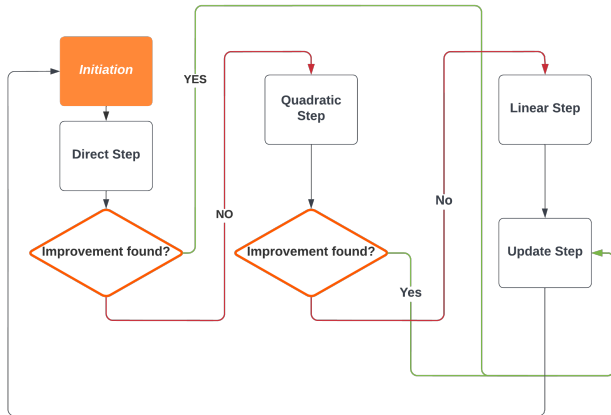 Initiation
YES
Direct Step
Improvement found?
NO
Quadratic
Step
Improvement found?
Yes
No
Linear Step
Update Step